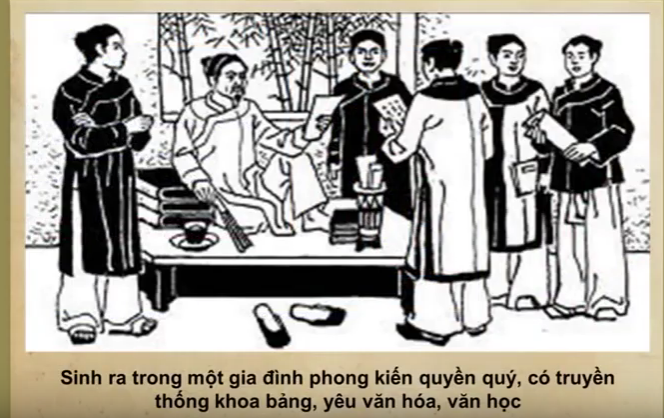 Sinh ra trong một gia đình phong kiến quyền quý, có truyền
thống khoa bảng, yêu văn hóa, văn học